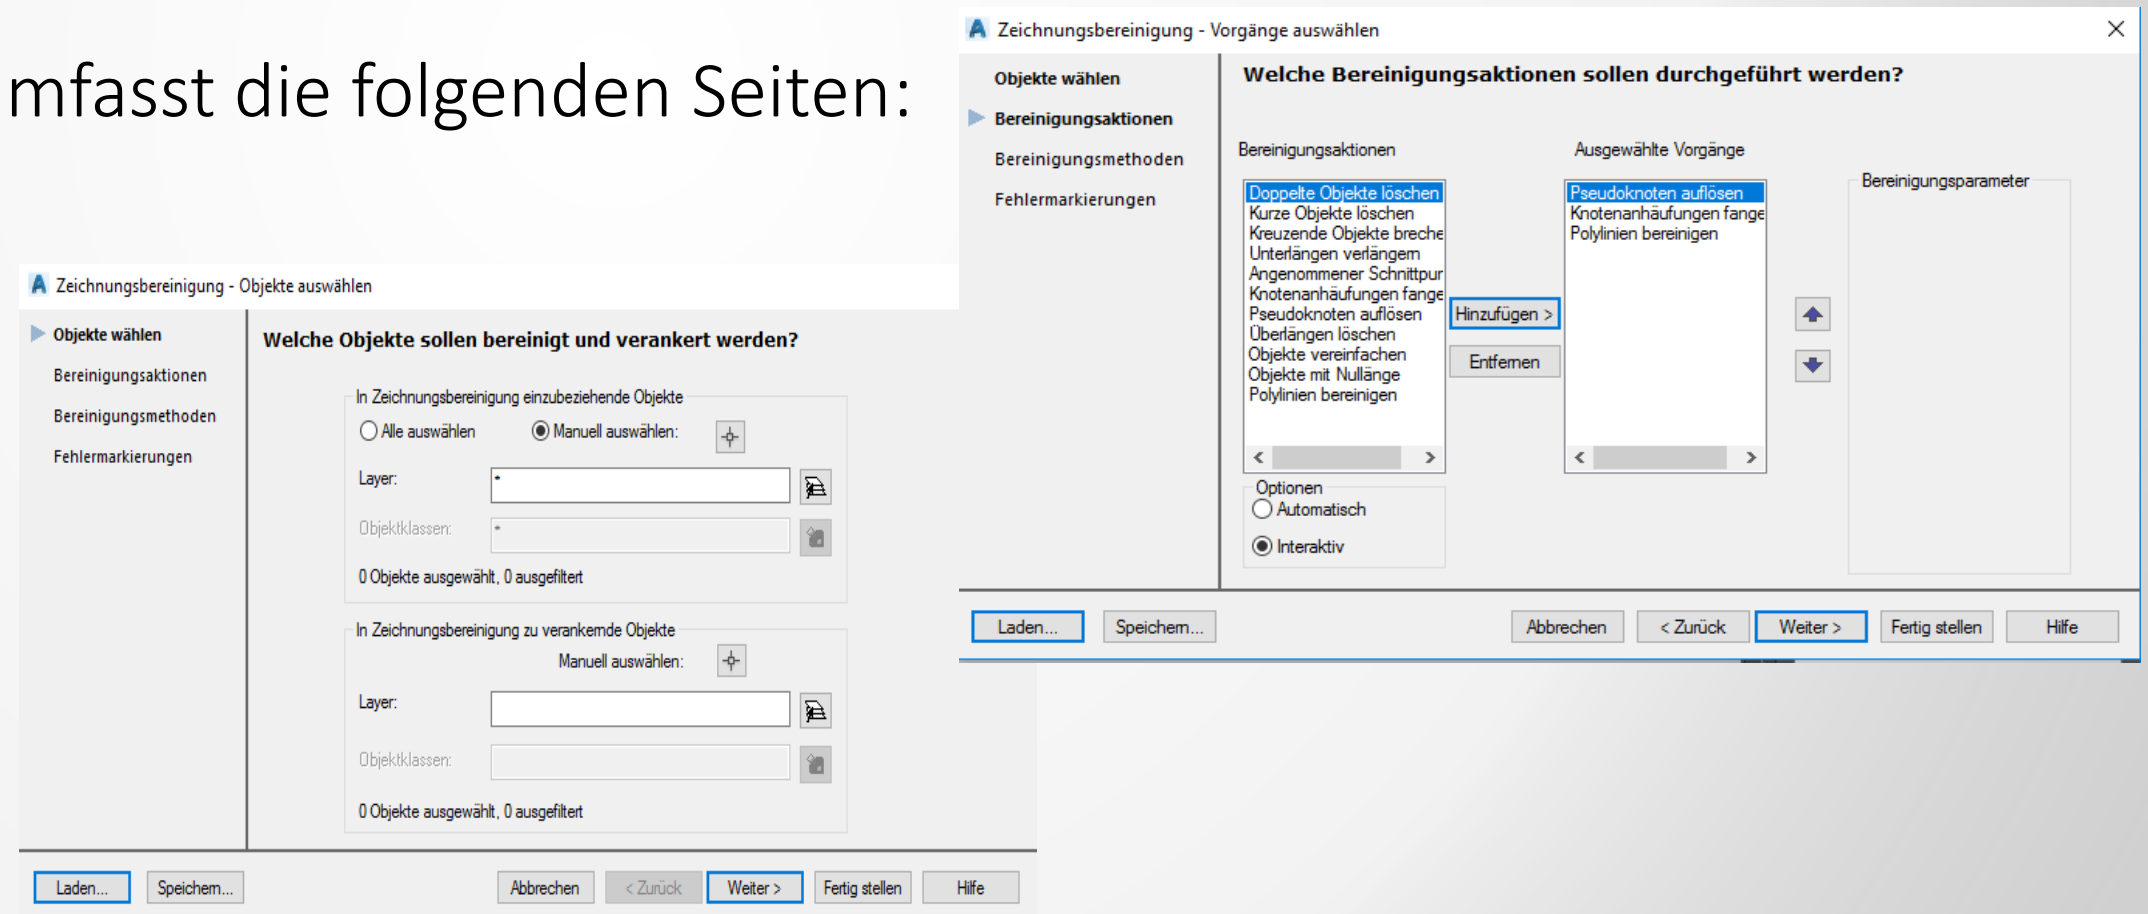 mfasst die folgenden Seiten:
Zeichnungsbereinigung - Objekte auswählen
Objekte wählen
Bereinigungsaktionen
Bereinigungsmethoden
Fehlermarkierungen
Welche Objekte sollen bereinigt und verankert werden?
In Zeichnungsbereinigung einzubeziehende Objekte
Alle auswählen
Manuell auswählen:
Layer:
*
Objektklassen:
*
0 Objekte ausgewählt, 0 ausgefiltert
In Zeichnungsbereinigung zu verankernde Objekte
Manuell auswählen:
Layer:
Objektklassen:
0 Objekte ausgewählt, 0 ausgefiltert
Laden...
Speichern...
Abbrechen
< Zurück
Weiter >
Fertig stellen
Hilfe
Zeichnungsbereinigung - Vorgänge auswählen
Objekte wählen
Bereinigungsaktionen
Bereinigungsmethoden
Fehlermarkierungen
Welche Bereinigungsaktionen sollen durchgeführt werden?
Bereinigungsaktionen
Doppelte Objekte löschen
Kurze Objekte löschen
Kreuzende Objekte breche
Unterlängen verlängern
Angenommener Schnittpur
Knotenanhäufungen fange
Pseudoknoten auflösen
Überlängen löschen
Objekte vereinfachen
Objekte mit Nullänge
Polylinien bereinigen
Hinzufügen >
Entfernen
Ausgewählte Vorgänge
Pseudoknoten auflösen
Knotenanhäufungen fange
Polylinien bereinigen
Bereinigungsparameter
Optionen
Automatisch
Interaktiv
Laden...
Speichern...
Abbrechen
< Zurück
Weiter >
Fertig stellen
Hilfe